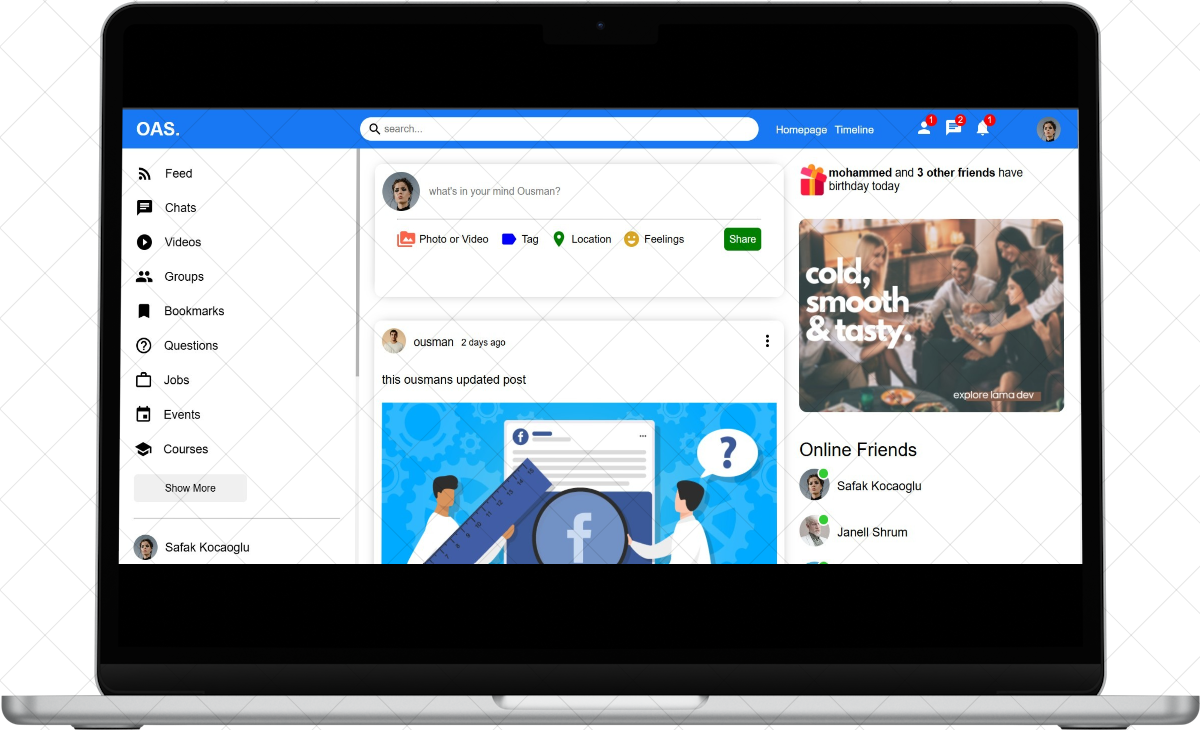 OAS.
search...
Homepage Timeline
1
2
1
Feed
Chats
Videos
Groups
Bookmarks
Questions
Jobs
Events
Courses
Show More
Safak Kocaoglu
what's in your mind Ousman?
Photo or Video Tag Location Feelings Share
ousman 2 days ago
this ousmans updated post
f
?
f
mohammed and 3 other friends have
birthday today
cold,
smooth
& tasty.
explore lama dev
Online Friends
Safak Kocaoglu
Janell Shrum